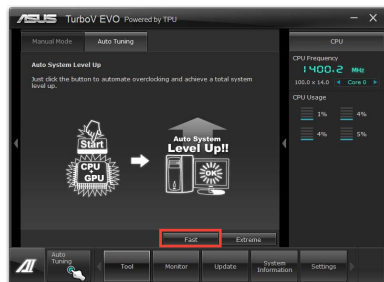 ASUS TurboV EVO Powered by TPU
Manual Mode
Auto Tuning
CPU
Auto System Level Up
Just click the button to automate overclocking and achieve a total system
level up.
CPU Frequency
1400.2 MHz
100.0 x 14.0 Core 0
CPU Usage
1% 4%
4% 5%
Start
CPU
+
GPU
Auto System
Level Up!!
OK
Fast
Extreme
Auto
Tuning
Tool
Monitor
Update
System
Information
Settings